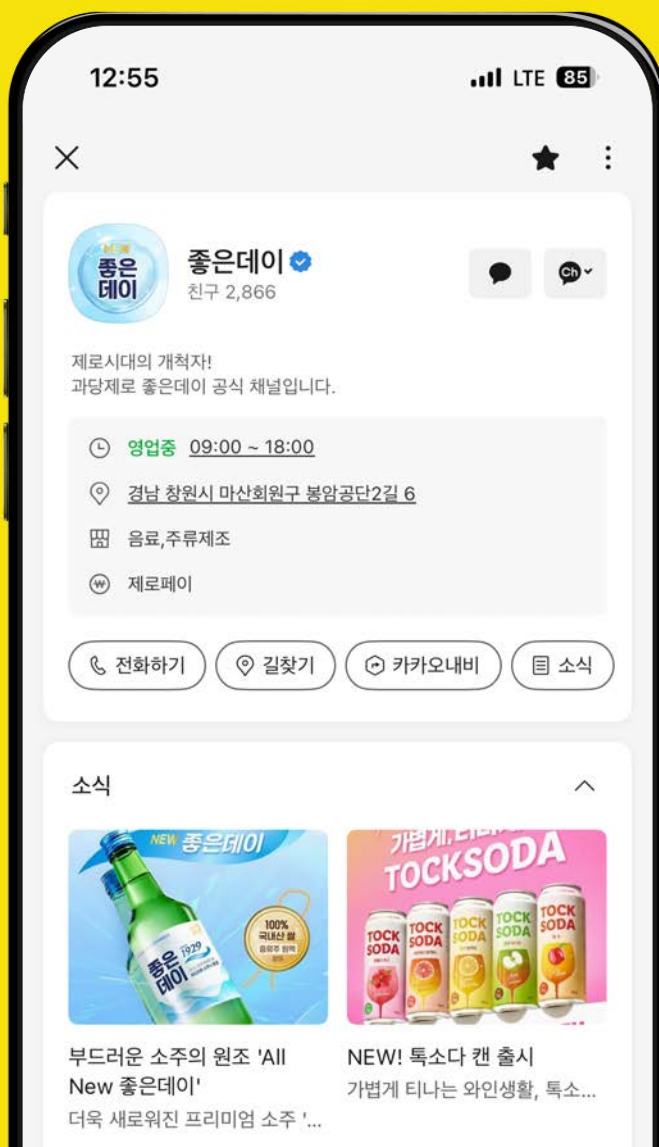 12:55
LTE 85
NEW
좋은
데이
좋은데이
친구 2,866
Ch
제로시대의 개척자!
과당제로 좋은데이 공식 채널입니다.
영업중 09:00 ~ 18:00
경남 창원시 마산회원구 봉암공단2길 6
음료,주류제조
제로페이
전화하기
길찾기
카카오내비
소식
소식
NEW 좋은데이
100%
국내산 쌀
1929
좋은
데이
TOCKSODA
TOCK
SODA
TOCK
SODA
TOCK
SODA
TOCK
SODA
TOCK
SODA
부드러운 소주의 원조 'All
New 좋은데이'
더욱 새로워진 프리미엄 소주 '...
NEW! 톡소다 캔 출시
가볍게 티나는 와인생활, 톡소...